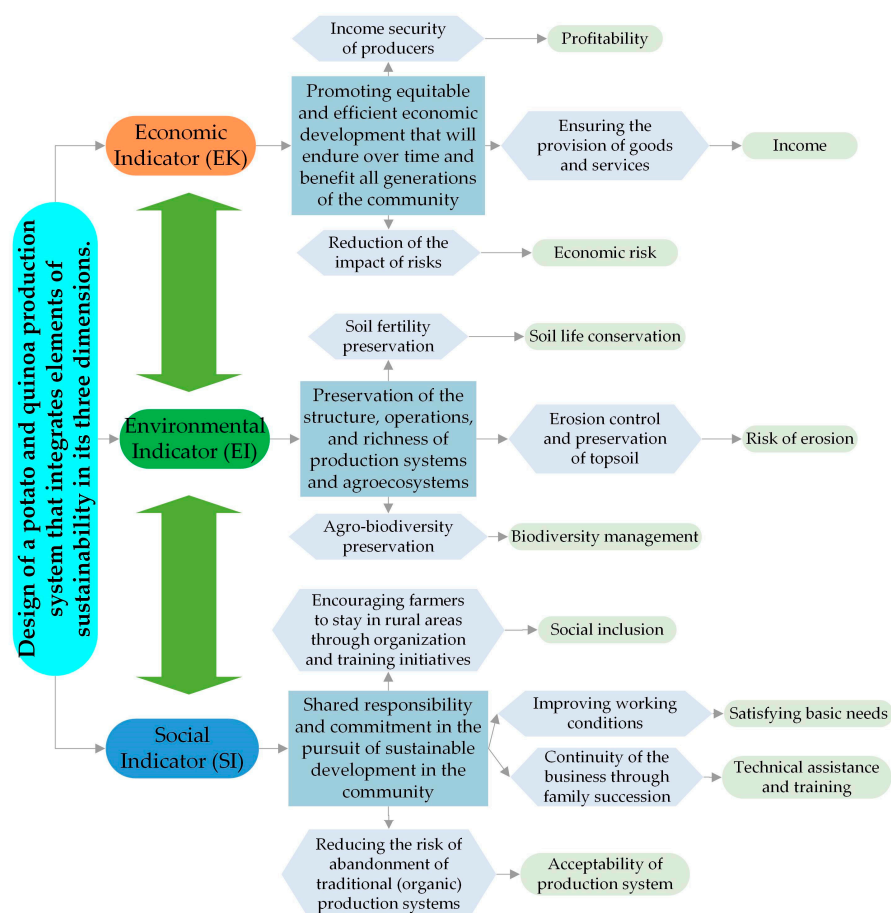 Design of a potato and quinoa production
system that integrates elements of
sustainability in its three dimensions.
Economic
Indicator (EK)
Promoting equitable
and efficient economic
development that will
endure over time and
benefit all generations
of the community
Income security
of producers
Profitability
Ensuring the
provision of goods
and services
Income
Reduction of the
impact of risks
Economic risk
Environmental
Indicator (EI)
Preservation of the
structure, operations,
and richness of
production systems
and agroecosystems
Soil fertility
preservation
Soil life conservation
Erosion control
and preservation
of topsoil
Risk of erosion
Agro-biodiversity
preservation
Biodiversity management
Social
Indicator (SI)
Shared responsibility
and commitment in the
pursuit of sustainable
development in the
community
Encouraging farmers
to stay in rural areas
through organization
and training initiatives
Social inclusion
Improving working
conditions
Satisfying basic needs
Continuity of the
business through
family succession
Technical assistance
and training
Reducing the risk of
abandonment of
traditional (organic)
production systems
Acceptability of
production system